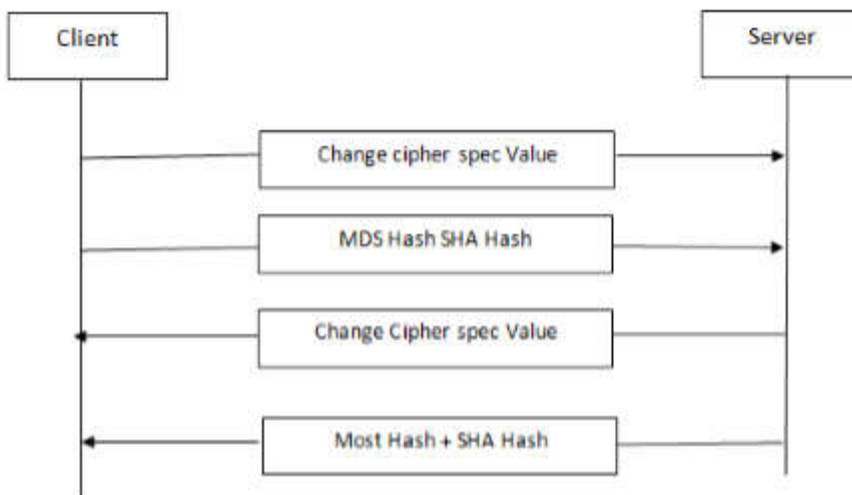 Client
Server
Change cipher spec Value
MDS Hash SHA Hash
Change Cipher spec Value
Most Hash + SHA Hash